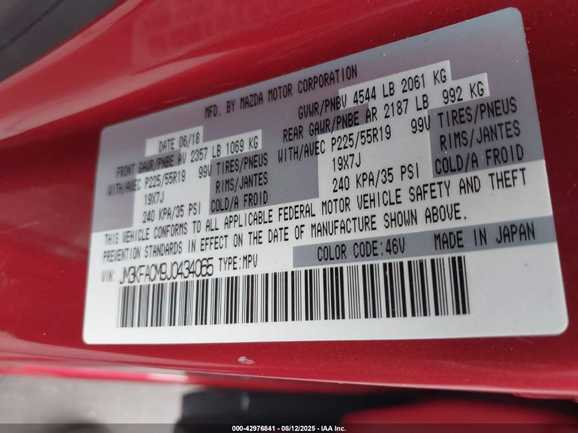 MFD. BY MAZDA MOTOR CORPORATION
DATE 06/18 GVWR/PNBV 4544 LB 2061 KG
FRONT GAWR/PNBE AV 2357 LB 1069 KG REAR GAWR/PNBE AR 2187 LB 992 KG
WITH/AVEC P225/55R19 99V TIRES/PNEUS WITH/AVEC P225/55R19 99V TIRES/PNEUS
19X7J RIMS/JANTES 19X7J RIMS/JANTES
240 KPA/35 PSI COLD/A FROID 240 KPA/35 PSI COLD/A FROID
THIS VEHICLE CONFORMS TO ALL APPLICABLE FEDERAL MOTOR VEHICLE SAFETY AND THEFT
PREVENTION STANDARDS IN EFFECT ON THE DATE OF MANUFACTURE SHOWN ABOVE.
VIN: JM3KFACM9J0434065 TYPE:MPV COLOR CODE:46V MADE IN JAPAN
000-42976841 - 08/12/2025 - IAA Inc.